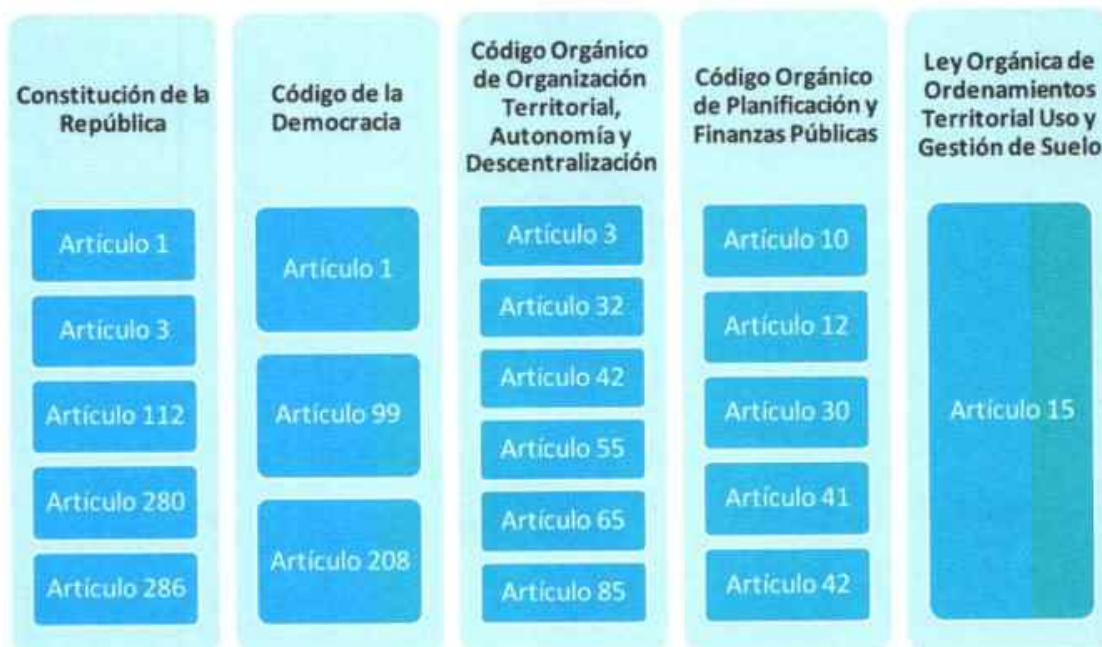 Constitución de la
República
Artículo 1
Artículo 3
Artículo 112
Artículo 280
Artículo 286
Código de la
Democracia
Artículo 1
Artículo 99
Artículo 208
Código Orgánico
de Organización
Territorial,
Autonomía y
Descentralización
Artículo 3
Artículo 32
Artículo 42
Artículo 55
Artículo 65
Artículo 85
Código Orgánico
de Planificación y
Finanzas Públicas
Artículo 10
Artículo 12
Artículo 30
Artículo 41
Artículo 42
Ley Orgánica de
Ordenamientos
Territorial Uso y
Gestión de Suelo
Artículo 15